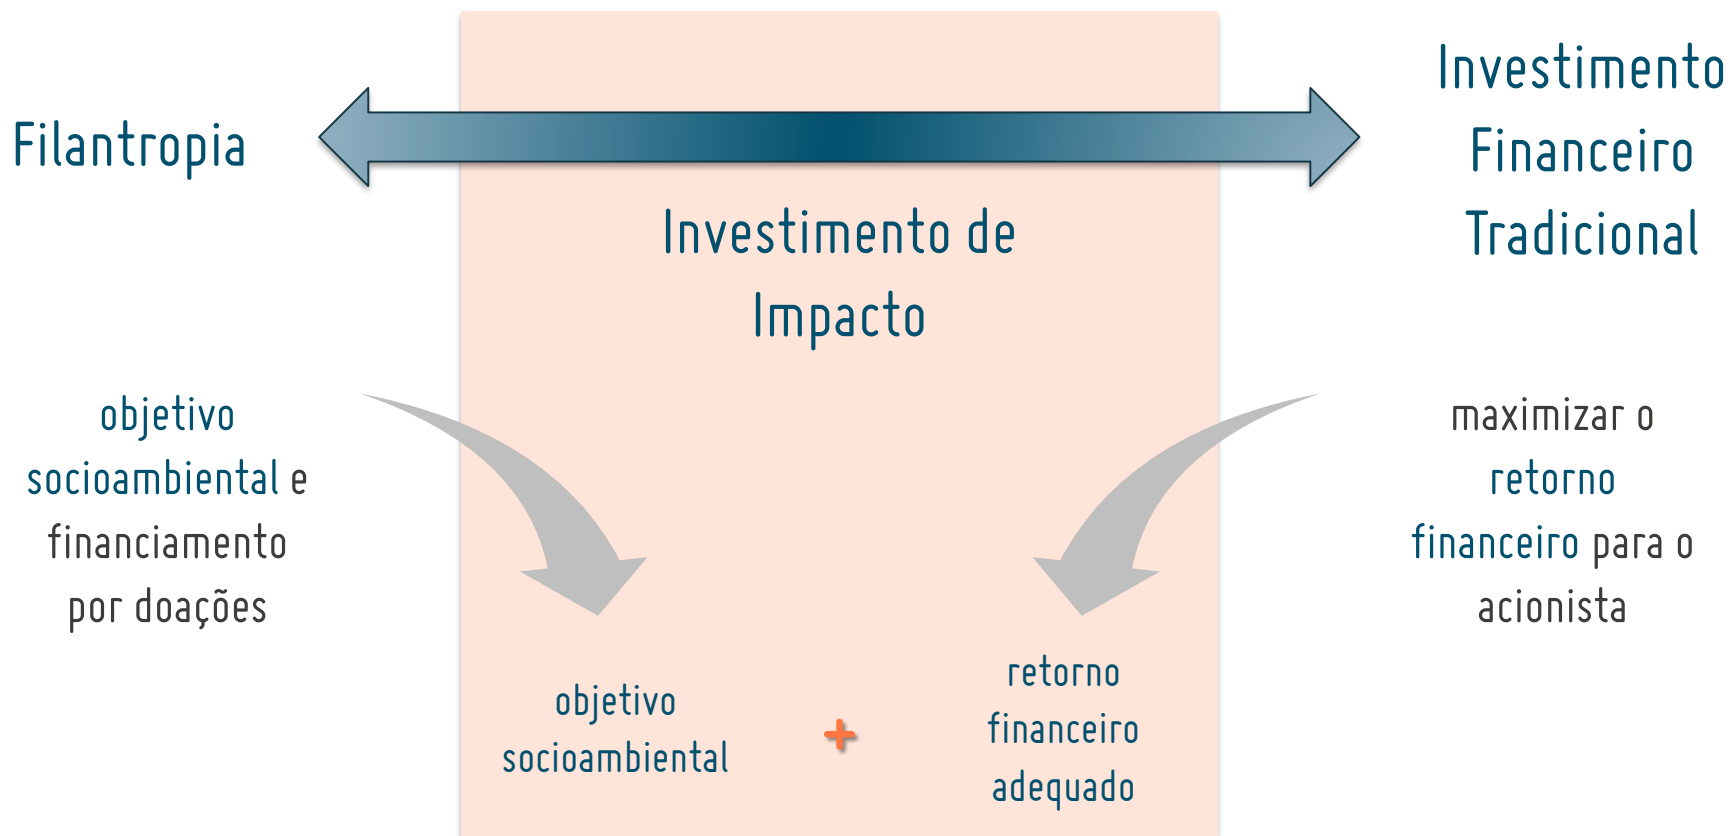 Filantropia
Investimento
Financeiro
Tradicional
Investimento de
Impacto
objetivo
socioambiental e
financiamento
por doações
maximizar o
retorno
financeiro para o
acionista
objetivo
socioambiental
+
retorno
financeiro
adequado